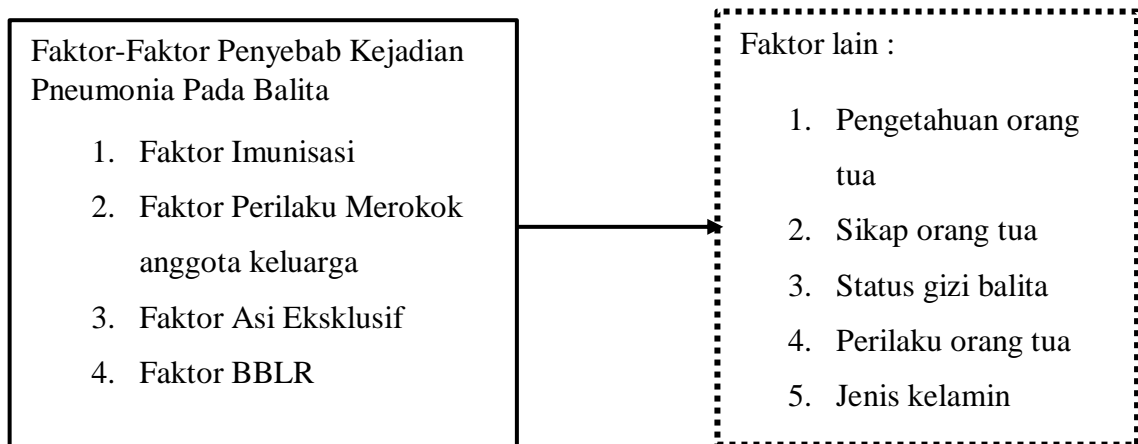 Faktor-Faktor Penyebab Kejadian
Pneumonia Pada Balita
1. Faktor Imunisasi
2. Faktor Perilaku Merokok
anggota keluarga
3. Faktor Asi Eksklusif
4. Faktor BBLR
Faktor lain :
1. Pengetahuan orang
tua
2. Sikap orang tua
3. Status gizi balita
4. Perilaku orang tua
5. Jenis kelamin